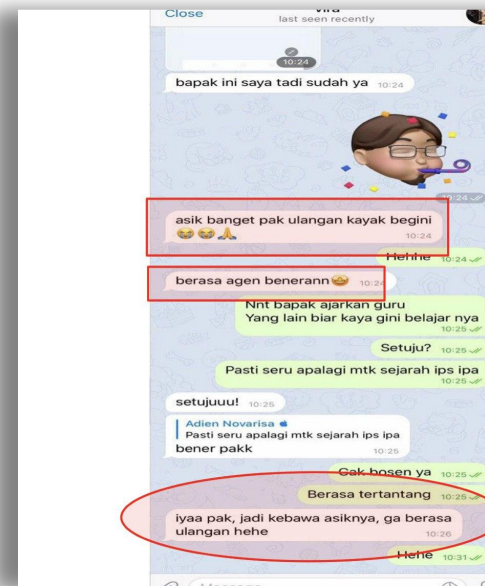 Close
last seen recently
10:24
bapak ini saya tadi sudah ya 10:24
10:24
asik banget pak ulangan kayak begini
😭😭🙏 10:24
Hehhe 10:24
berasa agen benerann🤩 10:24
Nnt bapak ajarkan guru
Yang lain biar kaya gini belajar nya
10:25
Setuju? 10:25
Pasti seru apalagi mtk sejarah ips ipa
10:25
setujuuu! 10:25
Adien Novarisa
Pasti seru apalagi mtk sejarah ips ipa
bener pakk 10:25
Gak bosen ya 10:25
Berasa tertantang 10:25
iyaa pak, jadi kebawa asiknya, ga berasa
ulangan hehe 10:26
Hehe 10:31